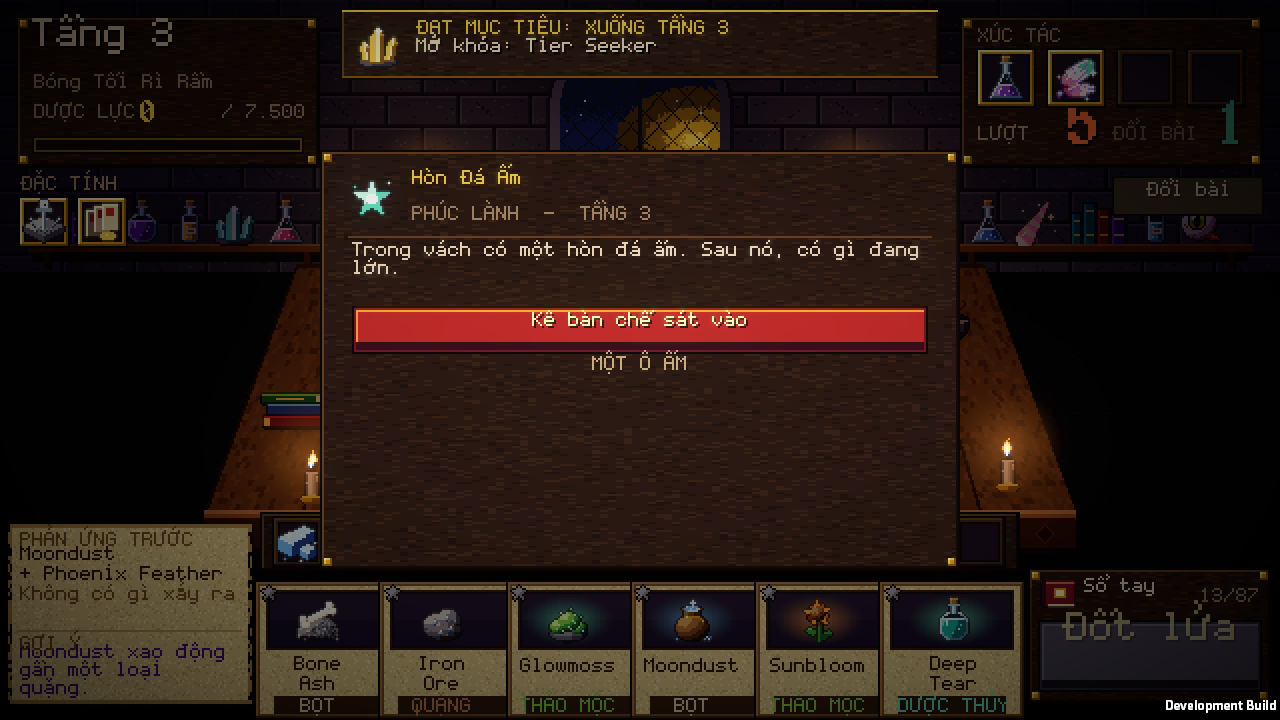 Tầng 3
Bóng Tối Rì Rầm
DƯỢC LỰC 0 / 7.500
ĐẶC TÍNH
ĐẠT MỤC TIÊU: XUỐNG TẦNG 3
Mở khóa: Tier Seeker
XÚC TÁC
LƯỢT 5 ĐỔI BÀI 1
Đổi bài
Hòn Đá Ấm
PHÚC LÀNH - TẦNG 3
Trong vách có một hòn đá ấm. Sau nó, có gì đang
lớn.
Kê bàn chế sát vào
MỘT Ô ẤM
PHẢN ỨNG TRƯỚC
Moondust
+ Phoenix Feather
Không có gì xảy ra
GỢI Ý
Moondust xao động
gần một loại
quặng.
Bone
Ash
BỘT
Iron
Ore
QUẶNG
Glowmoss
THẢO MỘC
Moondust
BỘT
Sunbloom
THẢO MỘC
Deep
Tear
DƯỢC THỦY
Sổ tay
13/87
Đốt lửa
Development Build